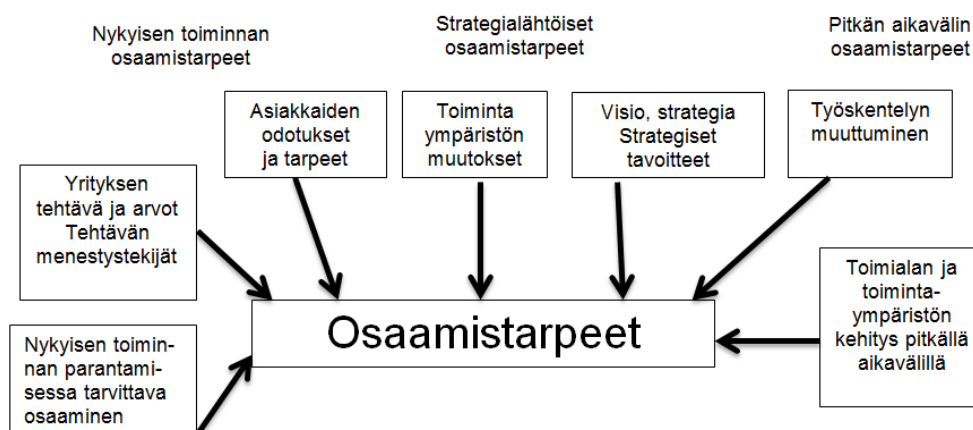 Nykyisen toiminnan
osaamistarpeet
Strategialähtöiset
osaamistarpeet
Pitkän aikavälin
osaamistarpeet
Asiakkaiden
odotukset
ja tarpeet
Toiminta
ympäristön
muutokset
Visio, strategia
Strategiset
tavoitteet
Työskentelyn
muuttuminen
Yrityksen
tehtävä ja arvot
Tehtävän
menestystekijät
Toimialan ja
toiminta-
ympäristön
kehitys pitkällä
aikavälillä
Osaamistarpeet
Nykyisen toimin-
nan parantami-
sessa tarvittava
osaaminen